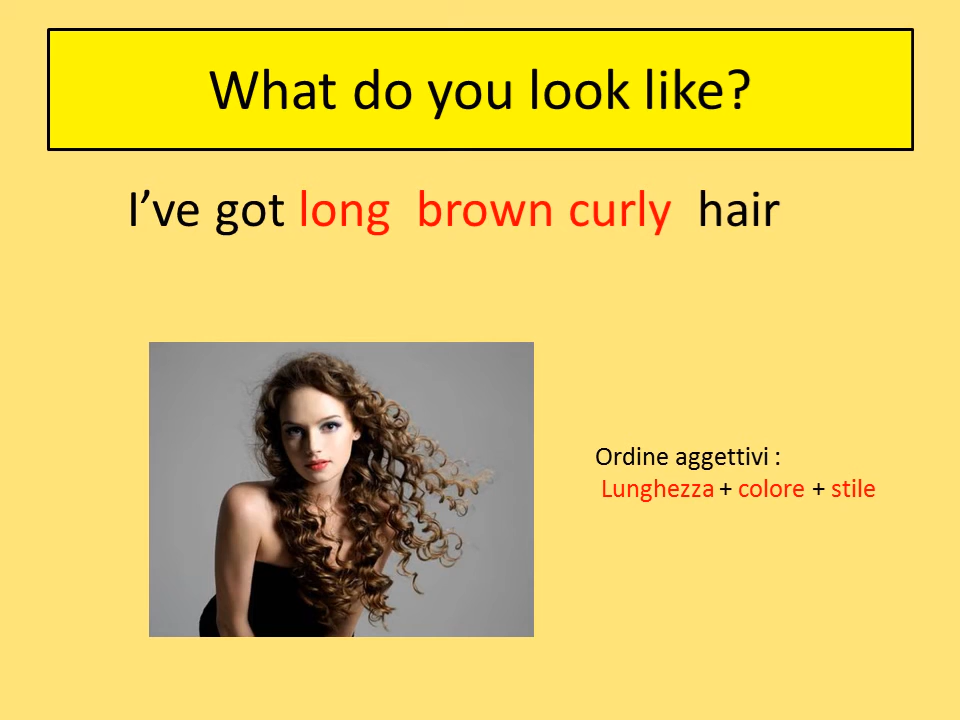 What do you look like?
I’ve got long brown curly hair
Ordine aggettivi :
Lunghezza + colore + stile